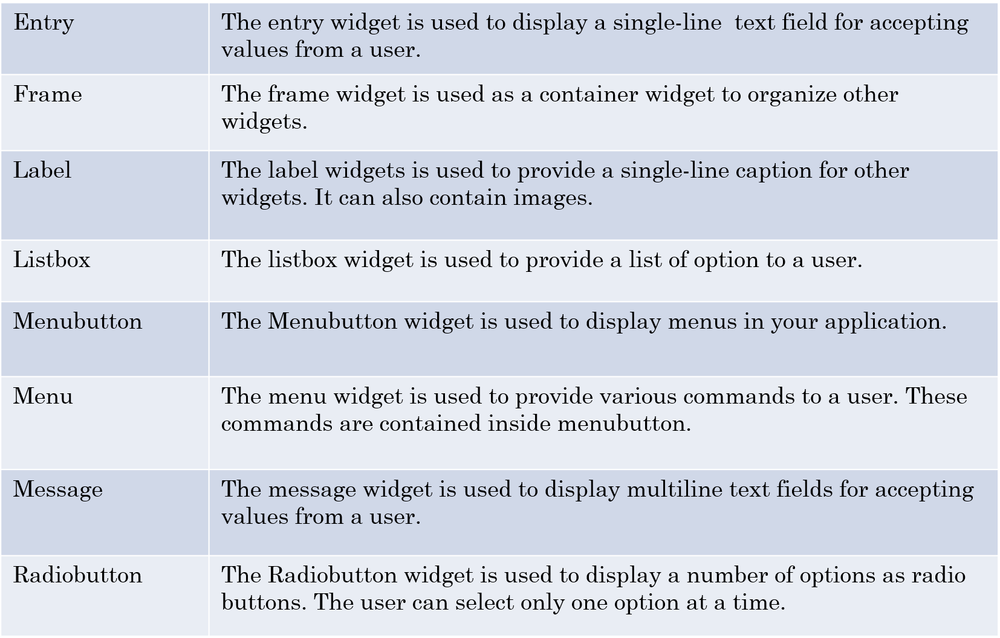 Entry
The entry widget is used to display a single-line  text field for accepting
values from a user.
Frame
The frame widget is used as a container widget to organize other
widgets.
Label
The label widgets is used to provide a single-line caption for other
widgets. It can also contain images.
Listbox
The listbox widget is used to provide a list of option to a user.
Menubutton
The Menubutton widget is used to display menus in your application.
Menu
The menu widget is used to provide various commands to a user. These
commands are contained inside menubutton.
Message
The message widget is used to display multiline text fields for accepting
values from a user.
Radiobutton
The Radiobutton widget is used to display a number of options as radio
buttons. The user can select only one option at a time.